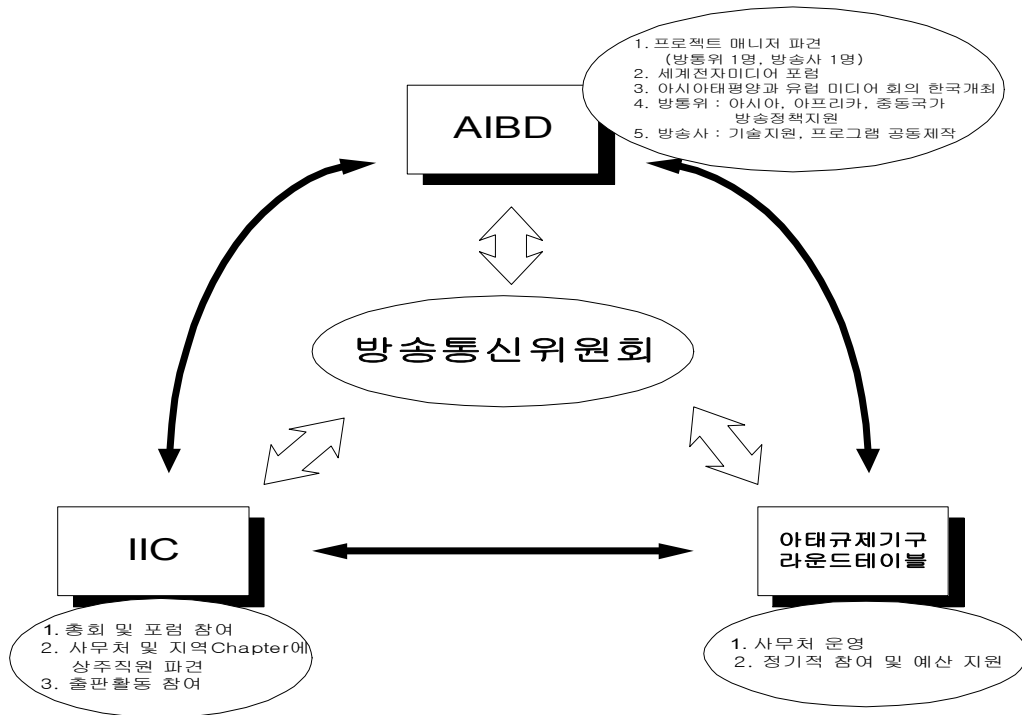 1. 프로젝트 매니저 파견
(방통위 1명, 방송사 1명)
2. 세계전자미디어 포럼
3. 아시아태평양과 유럽 미디어 회의 한국개최
4. 방통위 : 아시아, 아프리카, 중동국가
방송정책지원
5. 방송사 : 기술지원, 프로그램 공동제작
AIBD
방송통신위원회
IIC
1. 총회 및 포럼 참여
2. 사무처 및 지역Chapter에
상주직원 파견
3. 출판활동 참여
아태규제기구
라운드테이블
1. 사무처 운영
2. 정기적 참여 및 예산 지원